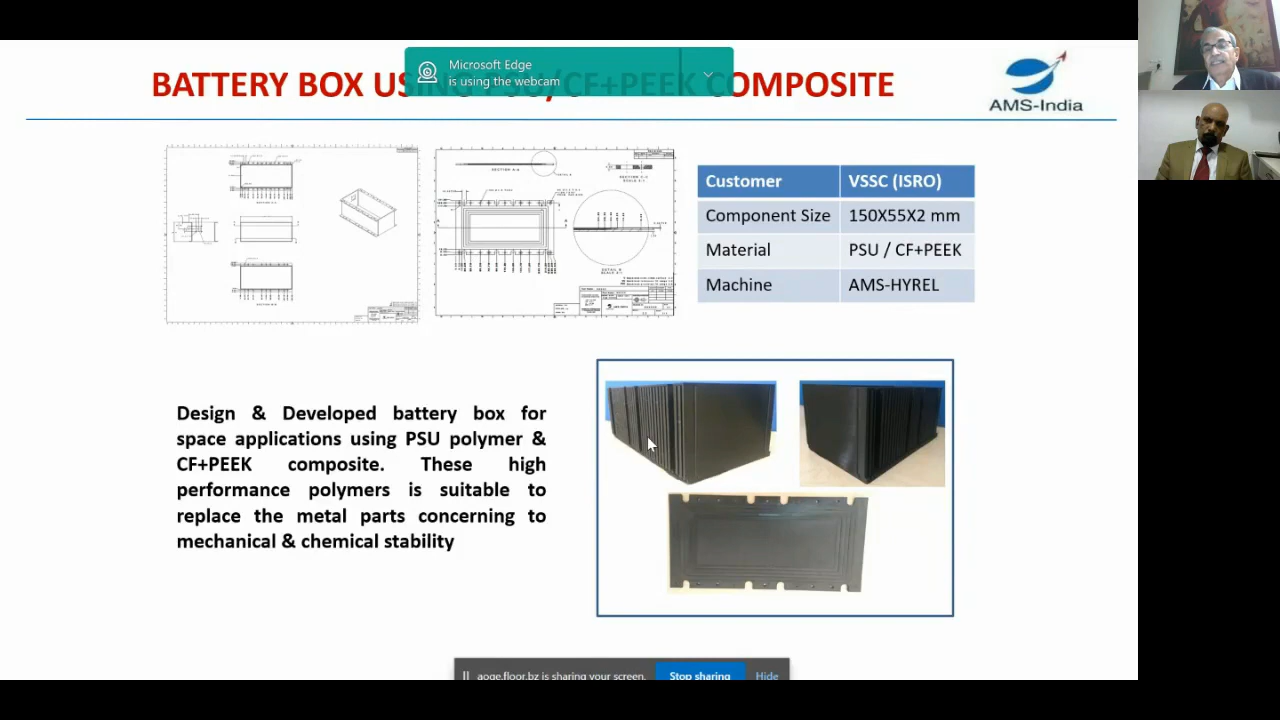 Microsoft Edge
is using the webcam
BATTERY BOX USING PSU/CF+PEEK COMPOSITE
AMS-India
Customer VSSC (ISRO)
Component Size 150X55X2 mm
Material PSU / CF+PEEK
Machine AMS-HYREL
Design & Developed battery box for
space applications using PSU polymer &
CF+PEEK composite. These high
performance polymers is suitable to
replace the metal parts concerning to
mechanical & chemical stability
aoge.floor.bz is sharing your screen.
Stop sharing
Hide